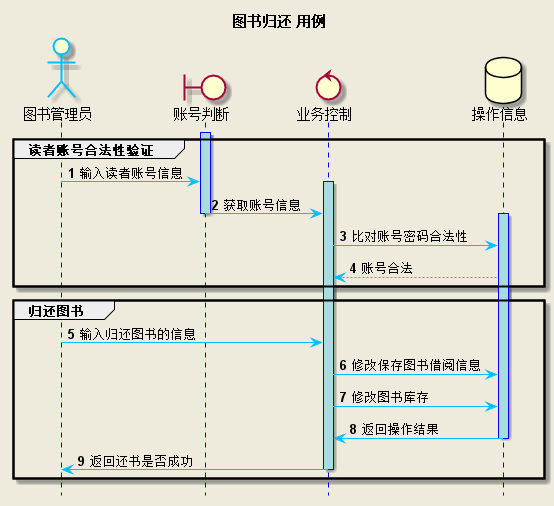 图书归还 用例
图书管理员
账号判断
业务控制
操作信息
读者账号合法性验证
1 输入读者账号信息
2 获取账号信息
3 比对账号密码合法性
4 账号合法
归还图书
5 输入归还图书的信息
6 修改保存图书借阅信息
7 修改图书库存
8 返回操作结果
9 返回还书是否成功